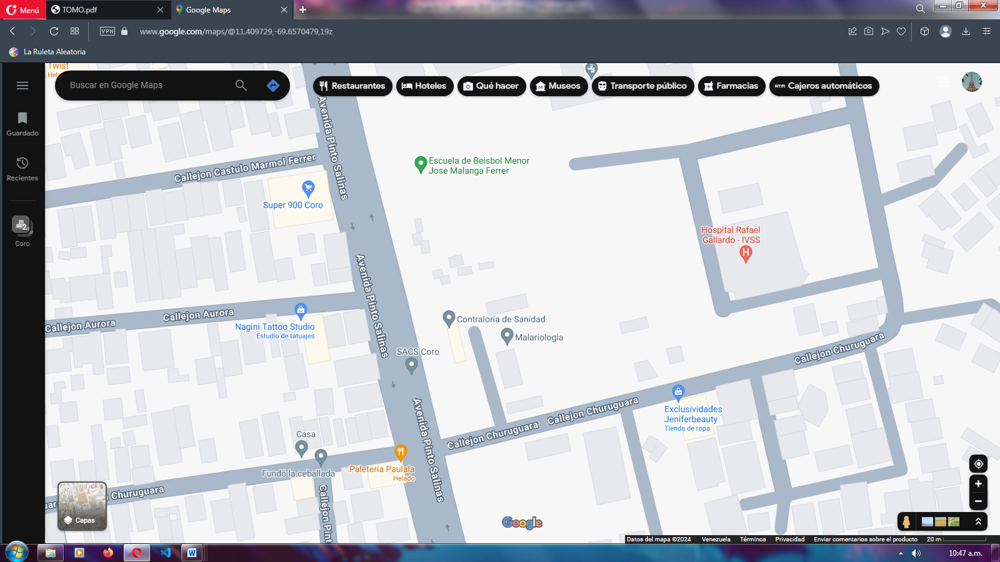 Menú
TOMO.pdf
Google Maps
VPN
www.google.com/maps/@11.409729,-69.6570479,19z
La Ruleta Aleatoria
Twist
Buscar en Google Maps
Restaurantes
Hoteles
Qué hacer
Museos
Transporte público
Farmacias
ATM
Cajeros automáticos
Guardado
Recientes
2
Coro
Avenida Pinto Salinas
Callejon Castulo Marmol Ferrer
Escuela de Beisbol Menor
Jose Malanga Ferrer
Super 900 Coro
Hospital Rafael
Gallardo - IVSS
H
Avenida Pinto Salinas
Callejon Aurora
Callejon Aurora
Nagini Tattoo Studio
Estudio de tatuajes
Contraloría de Sanidad
Malariologia
SACS Coro
Callejon Churuguara
Callejon Churuguara
Callejon Churuguara
Exclusividades
Jeniferbeauty
Tienda de ropa
Avenida Pinto Salinas
Casa
Fundó la ceballada
Paleteria Paulala
Helado
Churuguara
Callejon Pint
Capas
Google
Datos del mapa ©2024
Venezuela
Términos
Privacidad
Enviar comentarios sobre el producto
20 m
10:47 a.m.